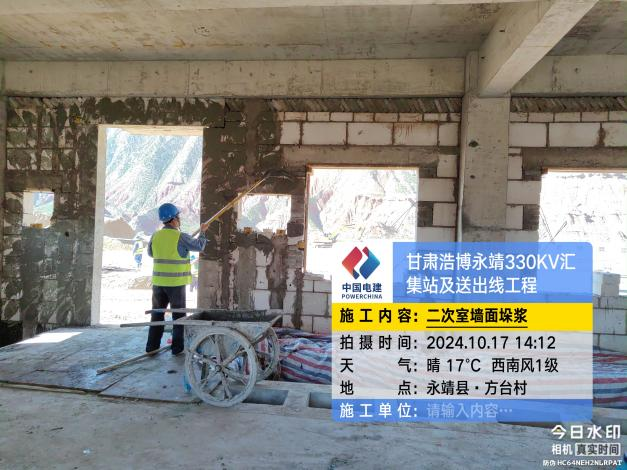 中国电建
POWERCHINA
甘肃浩博永靖330KV汇
集站及送出线工程
施工内容：二次室墙面垛浆
拍摄时间：2024.10.17 14:12
天气：晴 17℃ 西南风1级
地点：永靖县·方台村
施工单位：请输入内容…
今日水印
相机 真实时间
防伪 HC64NEH2NLRPAT